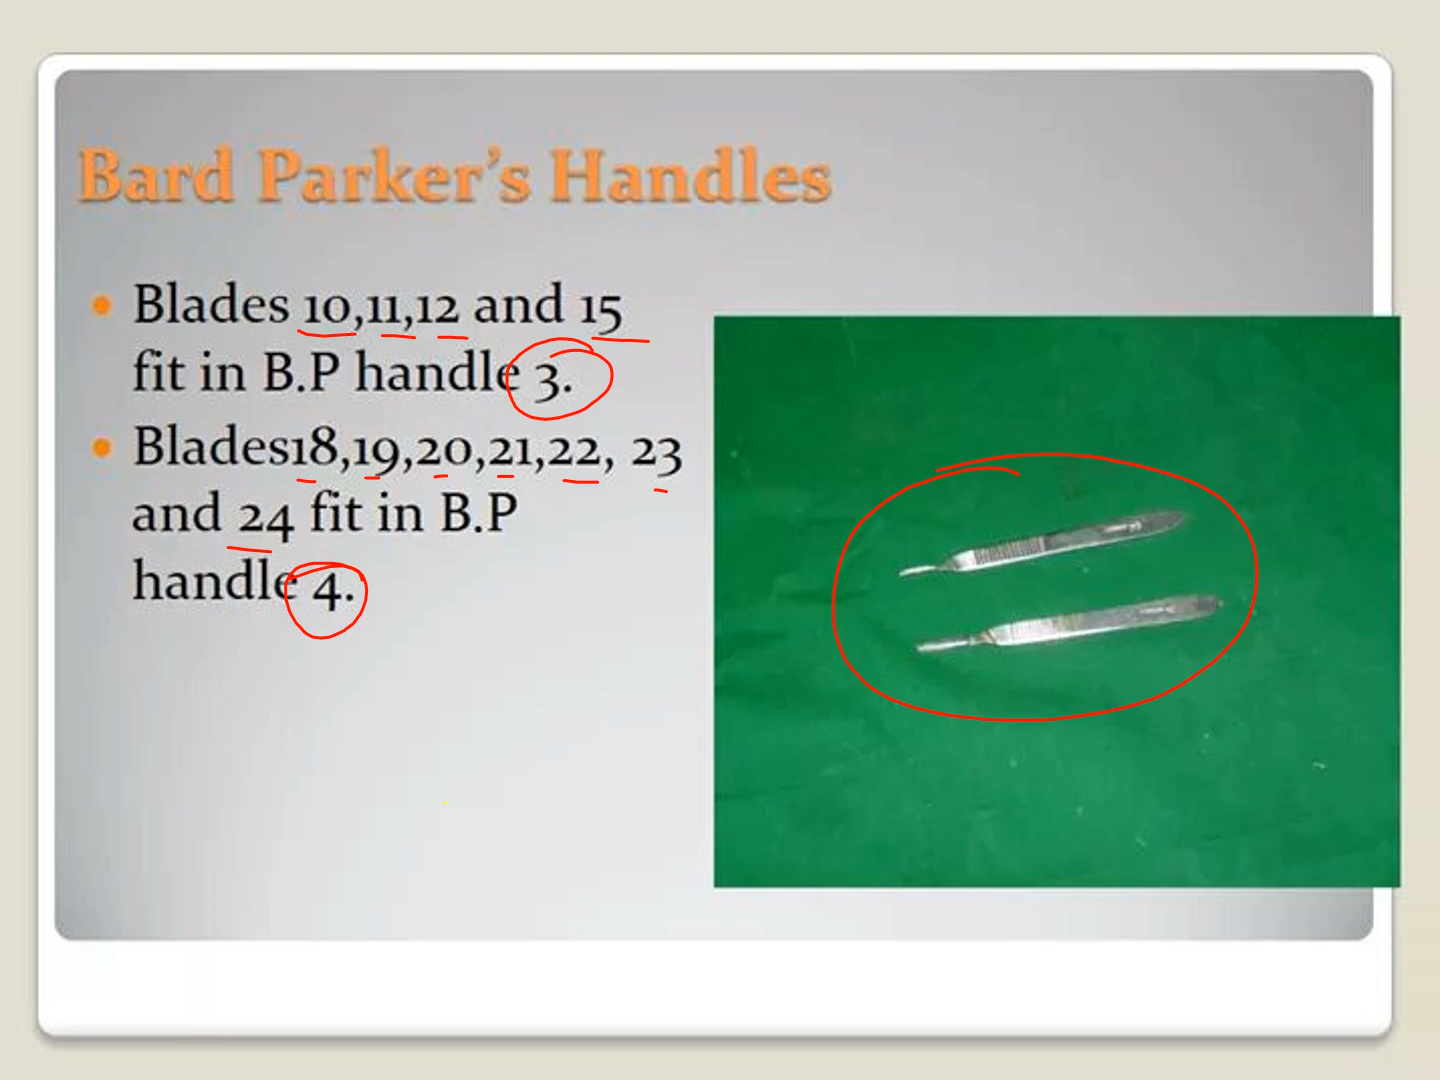 Bard Parker's Handles
Blades 10,11,12 and 15
fit in B.P handle 3.
Blades18,19,20,21,22, 23
and 24 fit in B.P
handle 4.